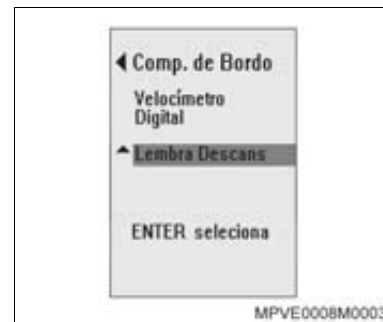 Comp. de Bordo
Velocímetro
Digital
Lembra Descans
ENTER seleciona
MPVE0008M0003